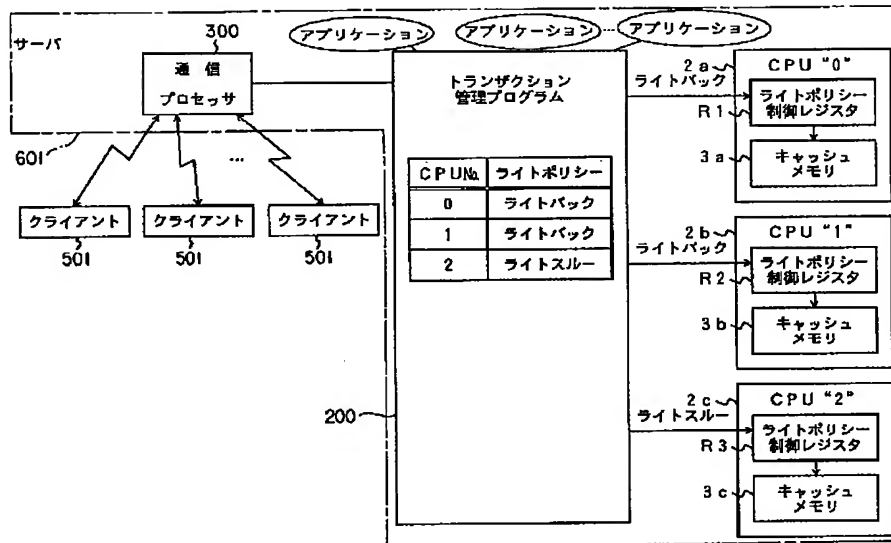 サーバ
300
通信
プロセッサ
アプリケーション
アプリケーション
…
アプリケーション
601
…
クライアント
クライアント
クライアント
501
501
501
トランザクション
管理プログラム
CPU№ ライトポリシー
0 ライトバック
1 ライトバック
2 ライトスルー
200
2a
ライトバック
CPU "0"
ライトポリシー
制御レジスタ
R1
3a
キャッシュ
メモリ
2b
ライトバック
CPU "1"
ライトポリシー
制御レジスタ
R2
3b
キャッシュ
メモリ
2c
ライトスルー
CPU "2"
ライトポリシー
制御レジスタ
R3
3c
キャッシュ
メモリ